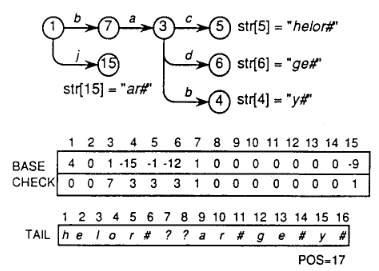 1 b 7 a 3 c 5 str[5] = "helor#"
j 15 d 6 str[6] = "ge#"
str[15] = "ar#" b 4 str[4] = "y#"
1 2 3 4 5 6 7 8 9 10 11 12 13 14 15
BASE 4 0 1 -15 -1 -12 1 0 0 0 0 0 0 0 -9
CHECK 0 0 7 3 3 3 1 0 0 0 0 0 0 0 1
1 2 3 4 5 6 7 8 9 10 11 12 13 14 15 16
TAIL h e l o r # ? ? a r # g e # y #
POS=17